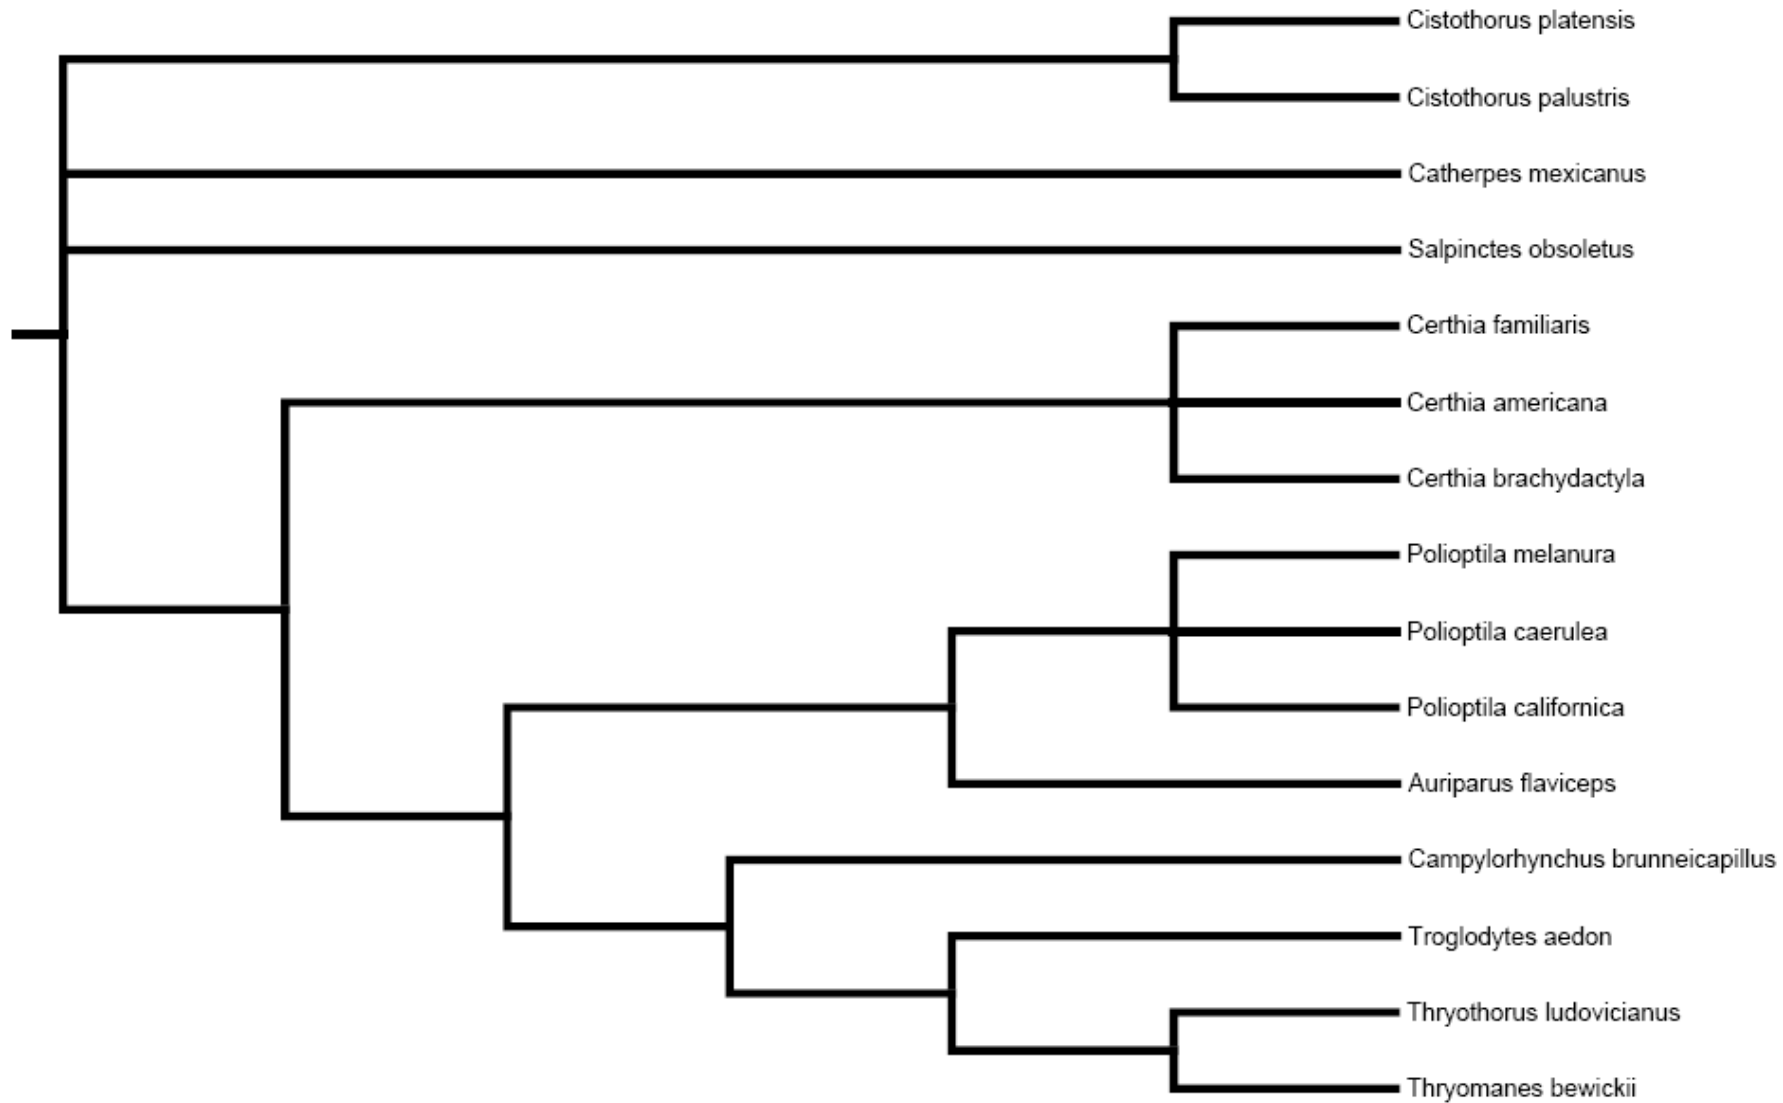 Cistothorus platensis
Cistothorus palustris
Catherpes mexicanus
Salpinctes obsoletus
Certhia familiaris
Certhia americana
Certhia brachydactyla
Polioptila melanura
Polioptila caerulea
Polioptila californica
Auriparus flaviceps
Campylorhynchus brunneicapillus
Troglodytes aedon
Thryothorus ludovicianus
Thryomanes bewickii